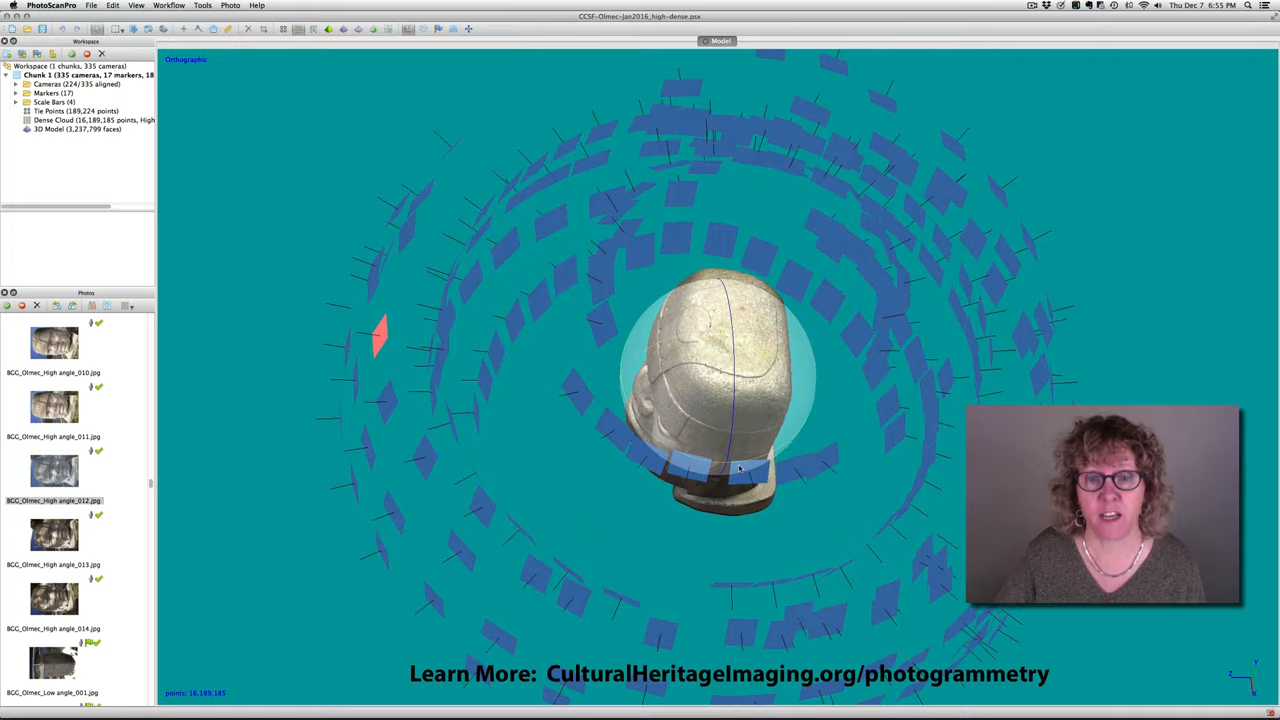 PhotoScanPro File Edit View Workflow Tools Photo Help
Thu Dec 7 6:55 PM
CCSF-Olmec-Jan2016_high-dense.psx
Workspace
Model
Workspace (1 chunks, 335 cameras)
Chunk 1 (335 cameras, 17 markers, 18
Cameras (224/335 aligned)
Markers (17)
Scale Bars (4)
Tie Points (189,224 points)
Dense Cloud (16,189,185 points, High
3D Model (3,237,799 faces)
Orthographic
Photos
BGG_Olmec_High angle_010.jpg
BGG_Olmec_High angle_011.jpg
BGG_Olmec_High angle_012.jpg
BGG_Olmec_High angle_013.jpg
BGG_Olmec_High angle_014.jpg
BGG_Olmec_Low angle_001.jpg
Learn More: CulturalHeritageImaging.org/photogrammetry
points: 16,189,185
Y
Z
X